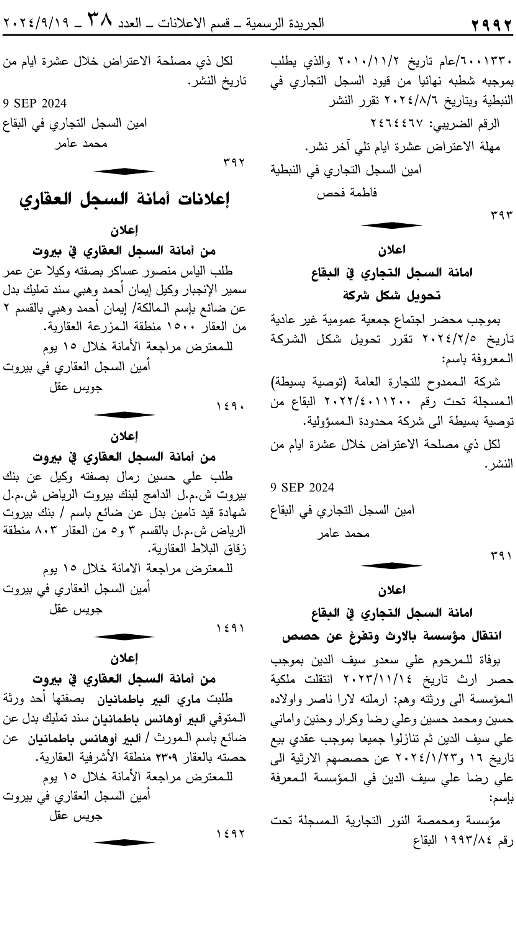 ٢٩٩٢
الجريدة الرسمية – قسم الاعلانات – العدد ٣٨ – ٢٠٢٤/٩/١٩
٦٠٠١٣٣٠/عام تاريخ ٢٠١٠/١١/٢ والذي يطلب
بموجبه شطبه نهائيا من قيود السجل التجاري في
النبطية وبتاريخ ٢٠٢٤/٨/٦ تقرر النشر
الرقم الضريبي: ٢٤٦٤٤٦٧
مهلة الاعتراض عشرة ايام تلي آخر نشر.
امين السجل التجاري في النبطية
فاطمة فحص
٣٩٣
اعلان
امانة السجل التجاري في البقاع
تحويل شكل شركة
بموجب محضر اجتماع جمعية عمومية غير عادية
تاريخ ٢٠٢٤/٢/٥ تقرر تحويل شكل الشركة
المعروفة باسم:
شركة الممدوح للتجارة العامة (توصية بسيطة)
المسجلة تحت رقم ٢٠٢٢/٤٠١١٢٠٠ البقاع من
توصية بسيطة الى شركة محدودة المسؤولية.
لكل ذي مصلحة الاعتراض خلال عشرة ايام من
النشر.
9 SEP 2024
امين السجل التجاري في البقاع
محمد عامر
٣٩١
اعلان
امانة السجل التجاري في البقاع
انتقال مؤسسة بالارث وتفرغ عن حصص
بوفاة للمرحوم علي سعدو سيف الدين بموجب
حصر ارث تاريخ ٢٠٢٣/١١/١٤ انتقلت ملكية
المؤسسة الى ورثته وهم: ارملته لارا ناصر واولاده
حسين ومحمد حسين وعلي رضا وكرار وحنين واماني
علي سيف الدين ثم تنازلوا جميعا بموجب عقدي بيع
تاريخ ١٦ و٢٠٢٤/١/٢٣ عن حصصهم الارثية الى
علي رضا علي سيف الدين في المؤسسة المعرفة
بإسم:
مؤسسة ومحمصة النور التجارية المسجلة تحت
رقم ١٩٩٣/٨٤ البقاع
لكل ذي مصلحة الاعتراض خلال عشرة ايام من
تاريخ النشر.
9 SEP 2024
امين السجل التجاري في البقاع
محمد عامر
٣٩٢
إعلانات أمانة السجل العقاري
إعلان
من أمانة السجل العقاري في بيروت
طلب الياس منصور عساكر بصفته وكيلا عن عمر
سمير الإنجبار وكيل إيمان أحمد وهبي سند تمليك بدل
عن ضائع بإسم المالكة/ إيمان أحمد وهبي بالقسم ٢
من العقار ١٥٠٠ منطقة المزرعة العقارية.
للمعترض مراجعة الأمانة خلال ١٥ يوم
أمين السجل العقاري في بيروت
جويس عقل
١٤٩٠
إعلان
من أمانة السجل العقاري في بيروت
طلب علي حسين رمال بصفته وكيل عن بنك
بيروت ش.م.ل الدامج لبنك بيروت الرياض ش.م.ل
شهادة قيد تامين بدل عن ضائع باسم / بنك بيروت
الرياض ش.م.ل بالقسم ٣ و٥ من العقار ٨٠٣ منطقة
زقاق البلاط العقارية.
للمعترض مراجعة الامانة خلال ١٥ يوم
أمين السجل العقاري في بيروت
جويس عقل
١٤٩١
إعلان
من أمانة السجل العقاري في بيروت
طلبت ماري البير باطمانيان بصفتها أحد ورثة
المتوفي البير أوهانس باطمانيان سند تمليك بدل عن
ضائع باسم المورث / البير أوهانس باطمانيان عن
حصته بالعقار ٢٣٠٩ منطقة الأشرفية العقارية.
للمعترض مراجعة الأمانة خلال ١٥ يوم
أمين السجل العقاري في بيروت
جويس عقل
١٤٩٢